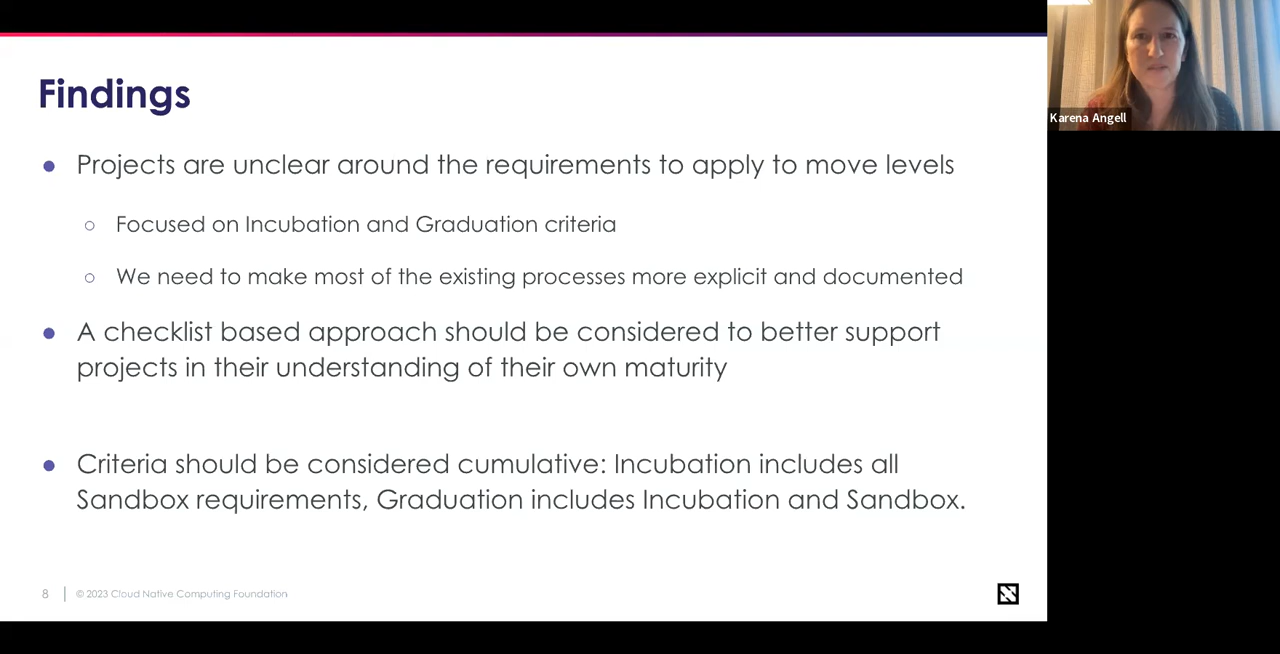 Findings
Karena Angell
● Projects are unclear around the requirements to apply to move levels
○ Focused on Incubation and Graduation criteria
○ We need to make most of the existing processes more explicit and documented
● A checklist based approach should be considered to better support
projects in their understanding of their own maturity
● Criteria should be considered cumulative: Incubation includes all
Sandbox requirements, Graduation includes Incubation and Sandbox.
8 | © 2023 Cloud Native Computing Foundation